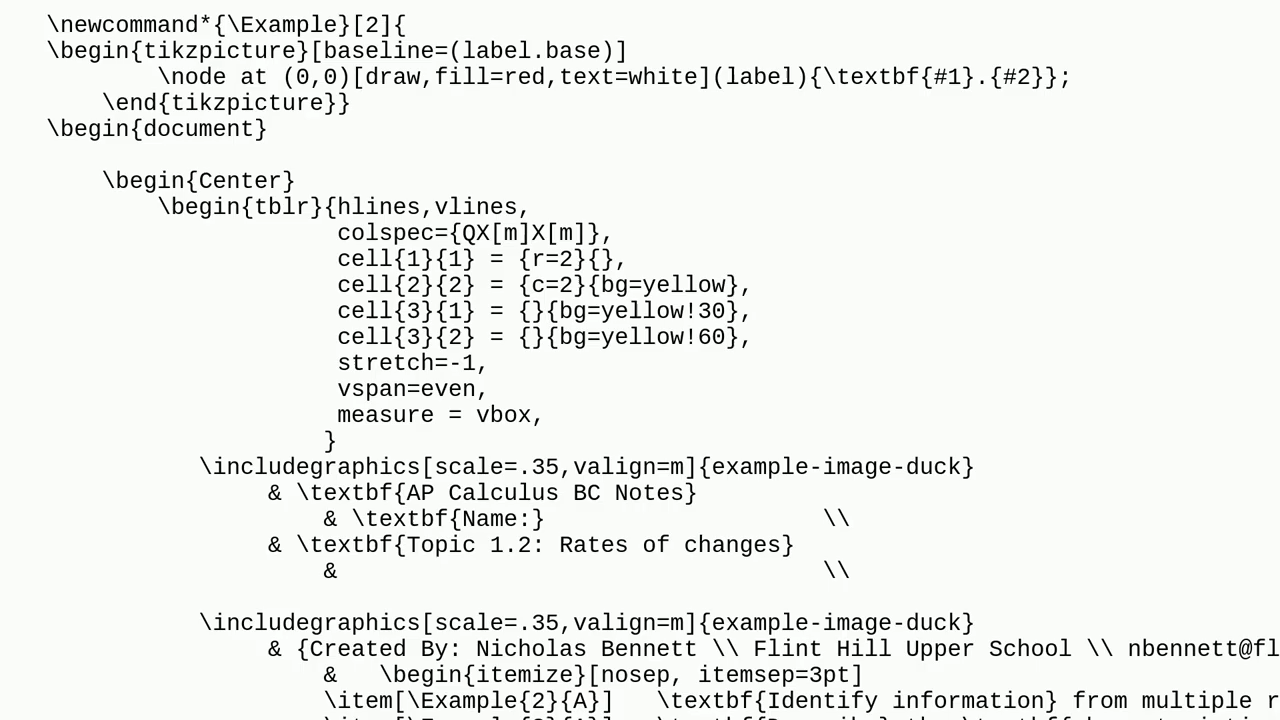 \newcommand*{\Example}[2]{
\begin{tikzpicture}[baseline=(label.base)]
\node at (0,0)[draw,fill=red,text=white](label){\textbf{#1}.{#2}};
\end{tikzpicture}}
\begin{document}
\begin{Center}
\begin{tblr}{hlines,vlines,
colspec={QX[m]X[m]},
cell{1}{1} = {r=2}{},
cell{2}{2} = {c=2}{bg=yellow},
cell{3}{1} = {}{bg=yellow!30},
cell{3}{2} = {}{bg=yellow!60},
stretch=-1,
vspan=even,
measure = vbox,
}
\includegraphics[scale=.35,valign=m]{example-image-duck}
& \textbf{AP Calculus BC Notes}
& \textbf{Name:} \\
& \textbf{Topic 1.2: Rates of changes}
& \\
\includegraphics[scale=.35,valign=m]{example-image-duck}
& {Created By: Nicholas Bennett \\ Flint Hill Upper School \\ nbennett@fl
& \begin{itemize}[nosep, itemsep=3pt]
\item[\Example{2}{A}] \textbf{Identify information} from multiple r